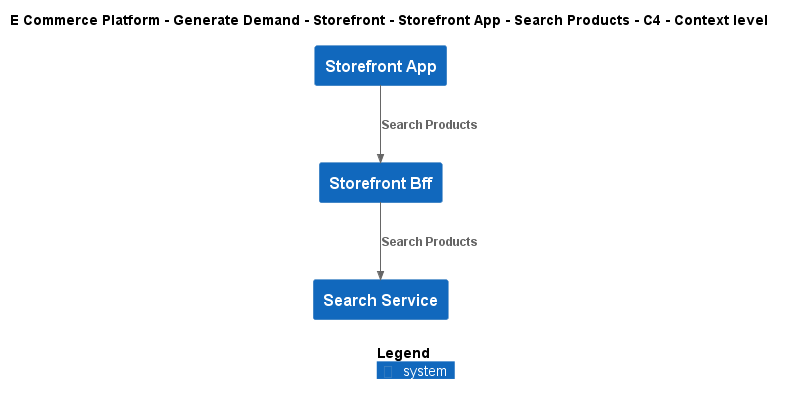 E Commerce Platform - Generate Demand - Storefront - Storefront App - Search Products - C4 - Context level
Storefront App
Search Products
Storefront Bff
Search Products
Search Service
Legend
system